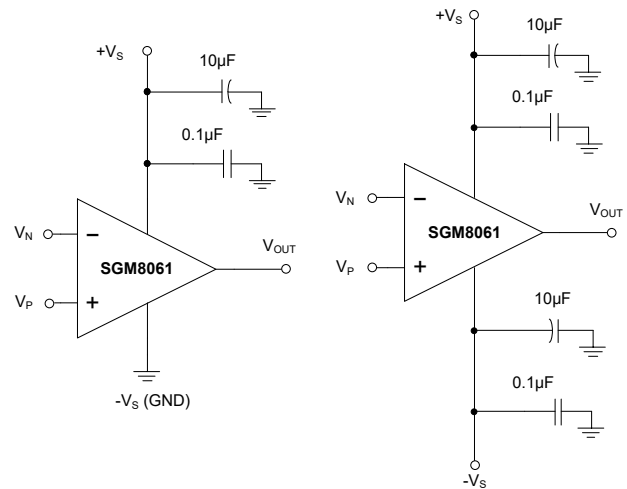 +VS
10µF
0.1µF
VN
−
SGM8061
VOUT
VP
+
-VS (GND)
+VS
10µF
0.1µF
VN
−
SGM8061
VOUT
VP
+
10µF
0.1µF
-VS